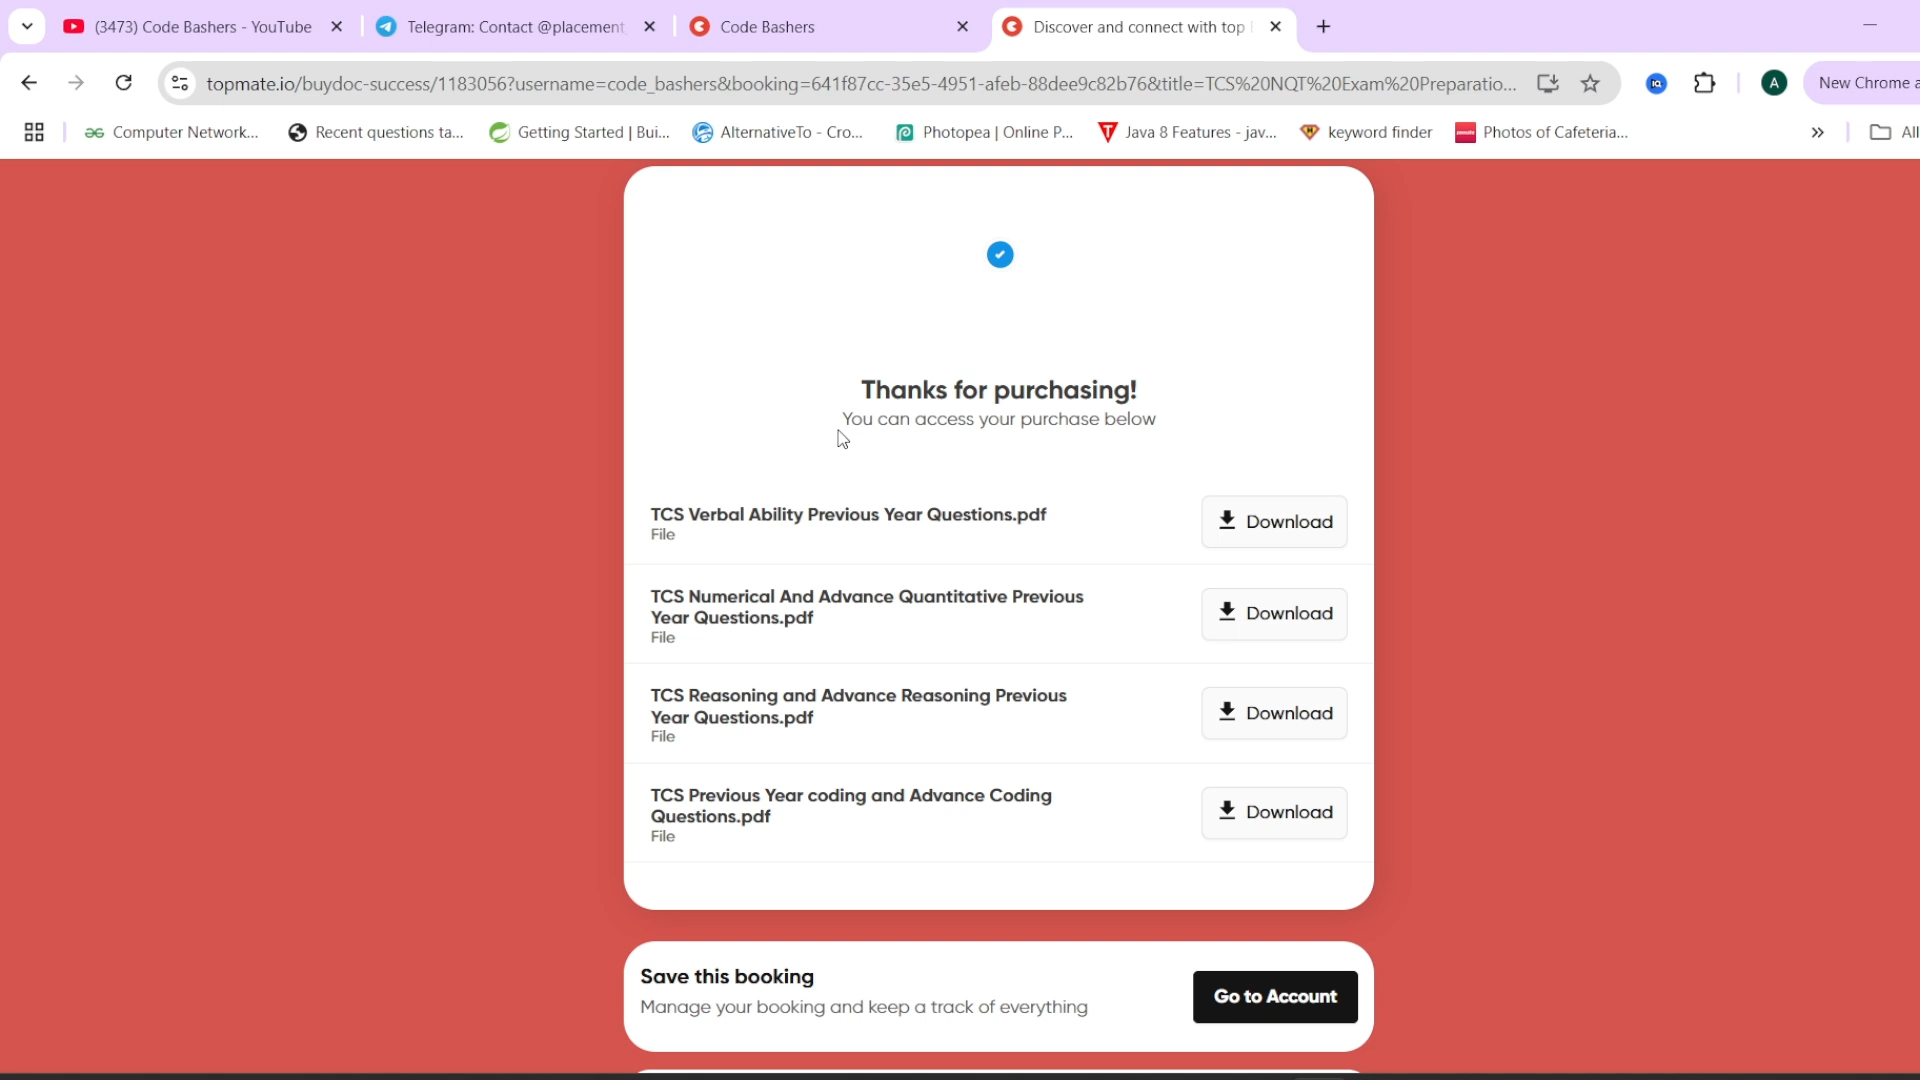 (3473) Code Bashers - YouTube
Telegram: Contact @placement
Code Bashers
Discover and connect with top
topmate.io/buydoc-success/1183056?username=code_bashers&booking=641f87cc-35e5-4951-afeb-88dee9c82b76&title=TCS%20NQT%20Exam%20Preparatio...
A
New Chrome a
Computer Network...
Recent questions ta...
Getting Started | Bui...
AlternativeTo - Cro...
Photopea | Online P...
Java 8 Features - jav...
keyword finder
Photos of Cafeteria...
All
Thanks for purchasing!
You can access your purchase below
TCS Verbal Ability Previous Year Questions.pdf
File
Download
TCS Numerical And Advance Quantitative Previous
Year Questions.pdf
File
Download
TCS Reasoning and Advance Reasoning Previous
Year Questions.pdf
File
Download
TCS Previous Year coding and Advance Coding
Questions.pdf
File
Download
Save this booking
Manage your booking and keep a track of everything
Go to Account